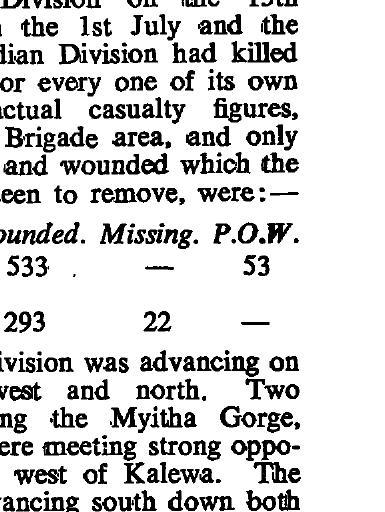 Division on the 15th
the 1st July and the
dian Division had killed
or every one of its own
ctual casualty figures,
Brigade area, and only
and wounded which the
een to remove, were:—
ounded. Missing. P.O.W.
533 — 53
293 22 —
ivision was advancing on
vest and north. Two
ng the Myitha Gorge,
ere meeting strong oppo-
west of Kalewa. The
vancing south down both